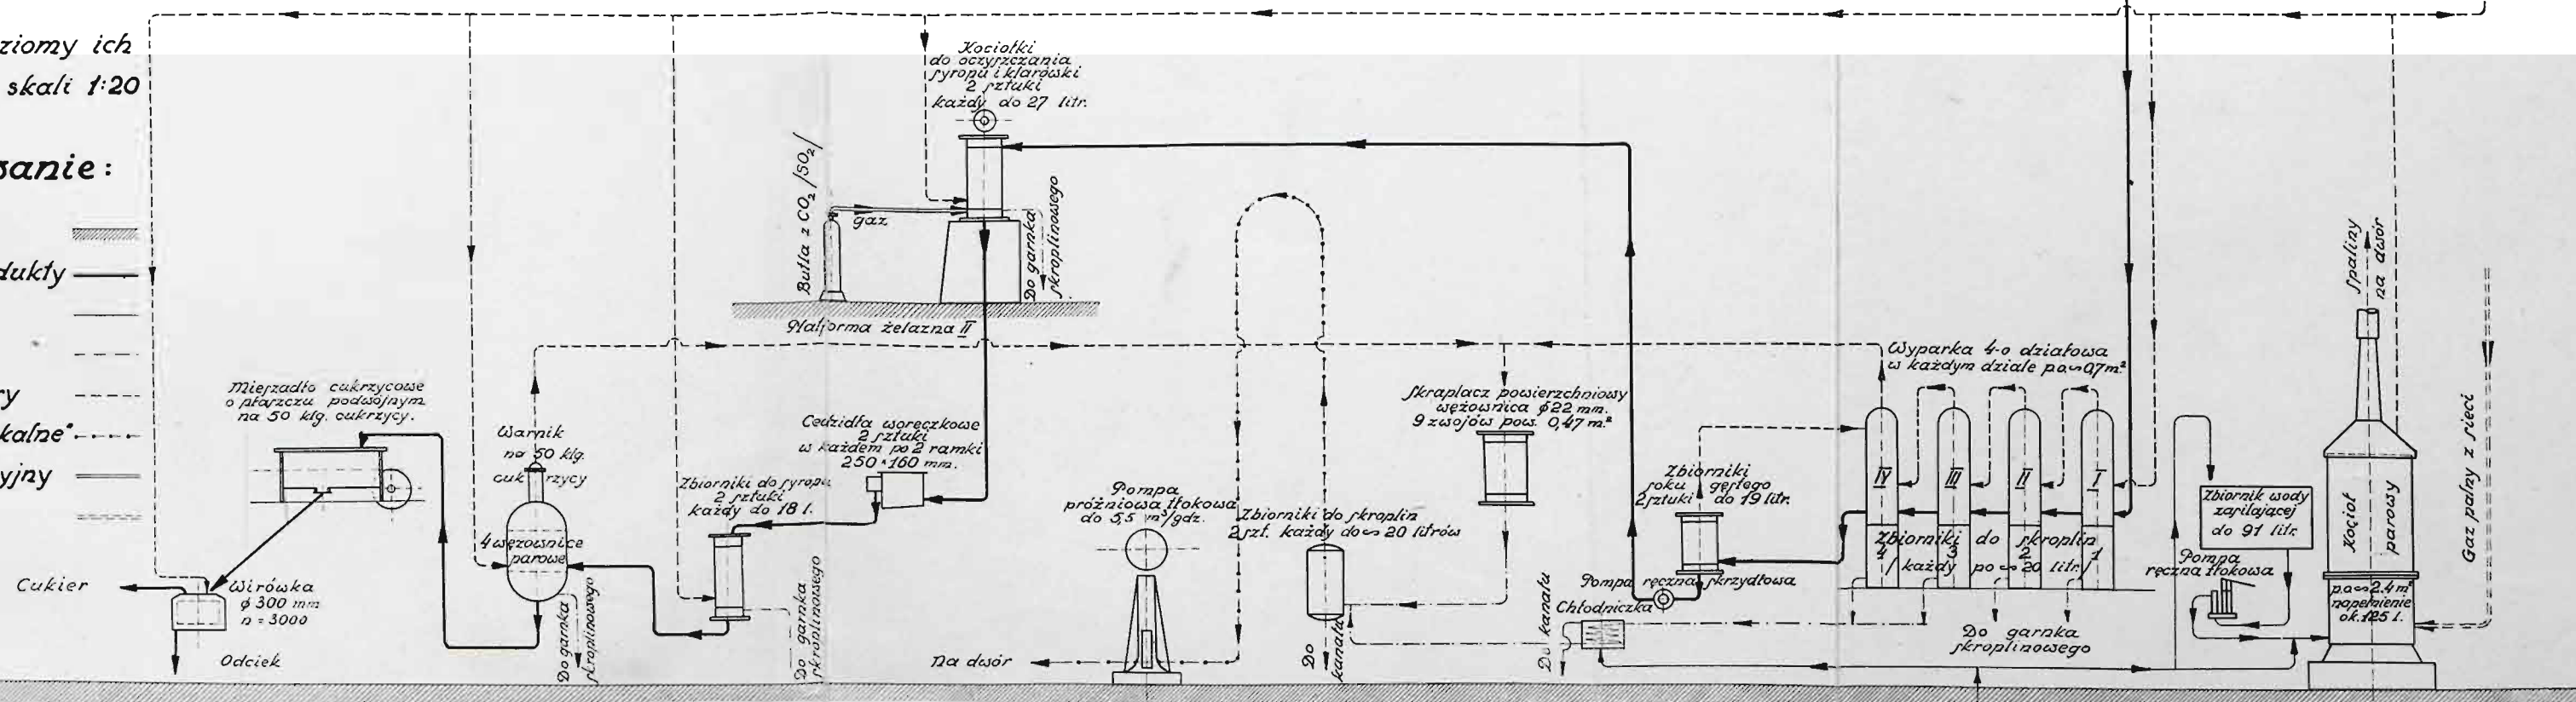 ziomy ich
skali 1:20
sanie:
dukty
ry
kalne"
yjny
Kociołki
do oczyszczania
syropu i klarówski
2 sztuki
każdy do 27 litr.
Butla z CO₂ /SO₂/
gaz
Do garnka
skroplinowego
Platforma żelazna II
Mieszadło cukrzycowe
o płaszczu podwójnym
na 50 klg. cukrzycy.
Warnik
na 50 klg.
cukrzycy
4 wężownice
parowe
Cukier
Wirówka
ϕ 300 mm
n = 3000
Odciek
Do garnka
skroplinowego
Zbiorniki do syropu
2 sztuki
każdy do 18 l.
Do garnka
skroplinowego
Cedzidła woreczkowe
2 sztuki
w każdem po 2 ramki
250 * 160 mm.
Pompa
próżniowa tłokowa
do 5,5 m³/gdz.
Na dwór
Zbiorniki do skroplin
2 szt. każdy do ∾ 20 litrów
Do
kanału
Skraplacz powierzchniowy
wężownica ϕ 22 mm.
9 zwojów pow. 0,47 m²
Zbiorniki
soku gęstego
2 sztuki do 19 litr.
Pompa ręczna skrzydłowa
Chłodniczka
Do kanału
Wyparka 4-o działowa
w każdym dziale p.o. ∾ 0,7 m²
IV III II I
Zbiorniki do skroplin
4 3 2 1
/ każdy po ∾ 20 litr./
Do garnka
skroplinowego
Zbiornik wody
zasilającej
do 91 litr.
Pompa
ręczna tłokowa
Spaliny
na dwór
Kocioł
parowy
p.o. ∾ 2,4 m²
napełnienie
ok. 125 l.
Gaz palny z sieci